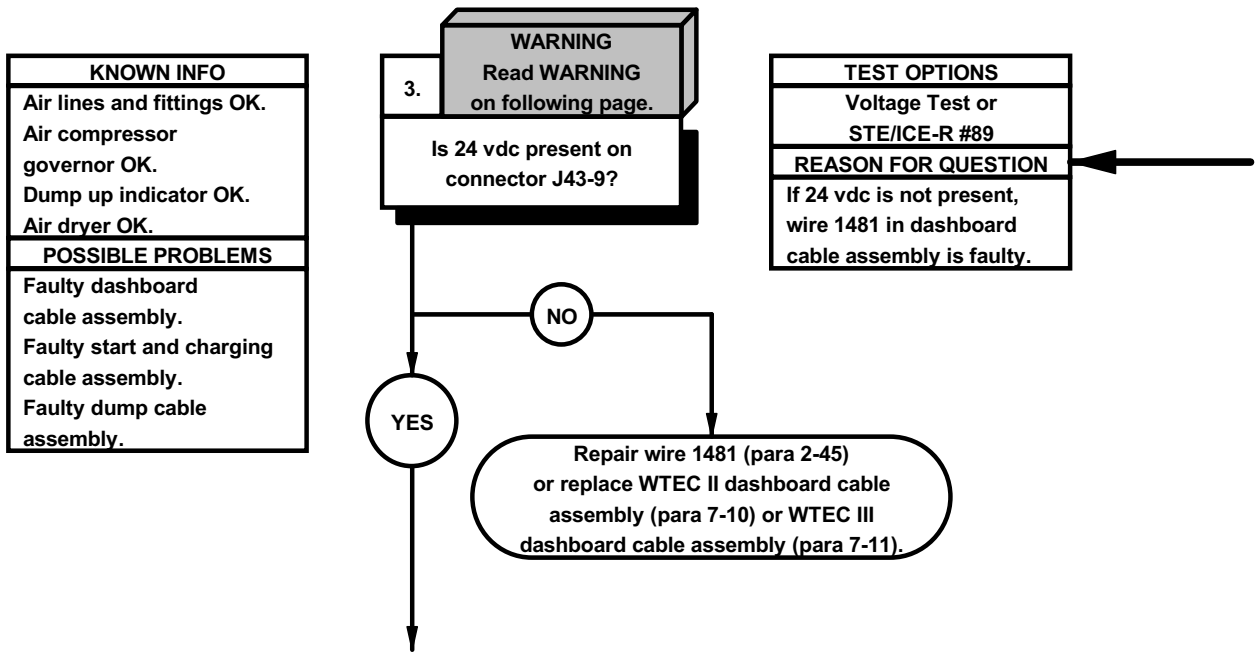 KNOWN INFO
Air lines and fittings OK.
Air compressor
governor OK.
Dump up indicator OK.
Air dryer OK.
POSSIBLE PROBLEMS
Faulty dashboard
cable assembly.
Faulty start and charging
cable assembly.
Faulty dump cable
assembly.
WARNING
Read WARNING
on following page.
3.
Is 24 vdc present on
connector J43-9?
TEST OPTIONS
Voltage Test or
STE/ICE-R #89
REASON FOR QUESTION
If 24 vdc is not present,
wire 1481 in dashboard
cable assembly is faulty.
NO
YES
Repair wire 1481 (para 2-45)
or replace WTEC II dashboard cable
assembly (para 7-10) or WTEC III
dashboard cable assembly (para 7-11).